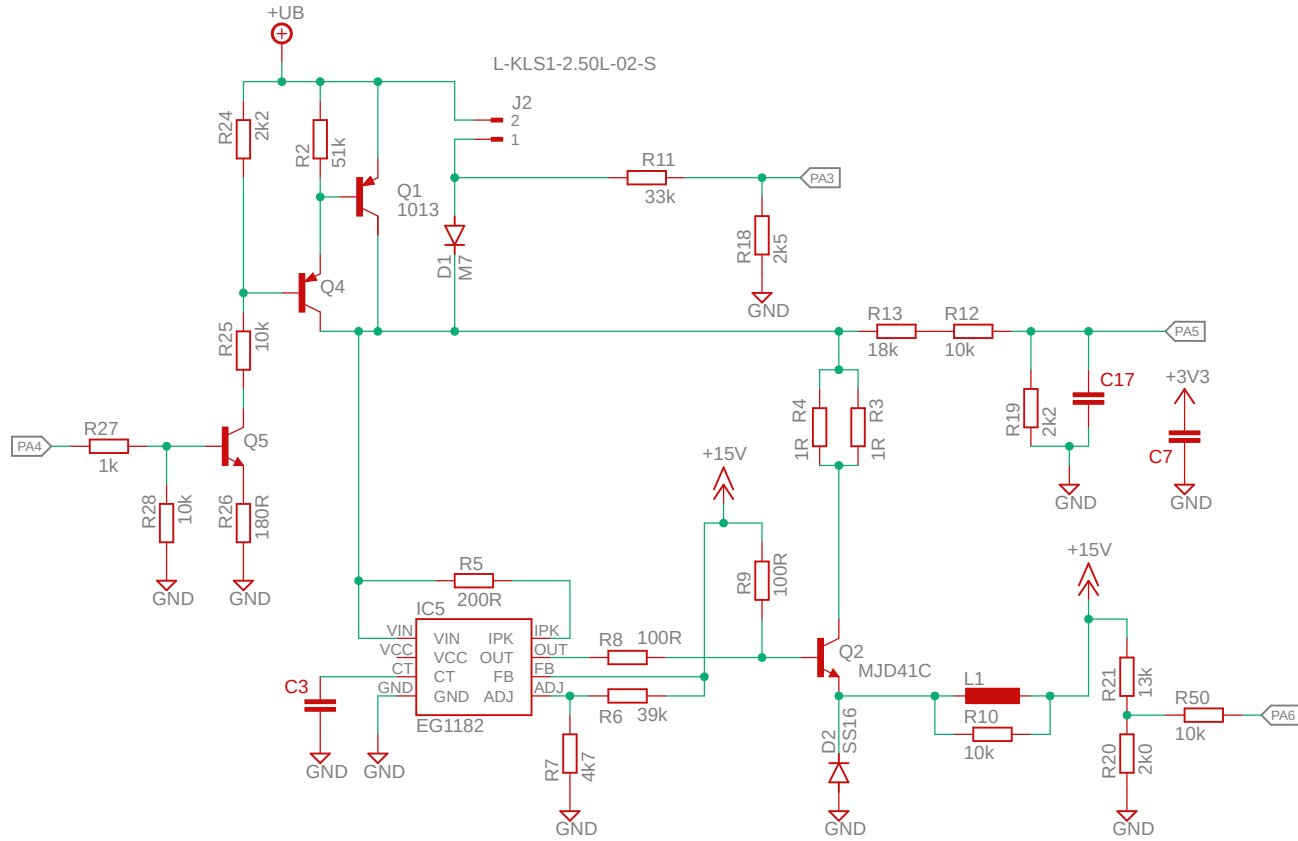 +UB
L-KLS1-2.50L-02-S
J2
2
1
R24
2k2
R2
51k
Q1
1013
R11
33k
PA3
R18
2k5
GND
D1
M7
Q4
R25
10k
R13
18k
R12
10k
PA5
R4
1R
R3
1R
R19
2k2
C17
+3V3
C7
GND
GND
PA4
R27
1k
Q5
R28
10k
R26
180R
GND
GND
+15V
R9
100R
R5
200R
IC5
VIN
VIN
IPK
IPK
VCC
VCC
OUT
OUT
CT
CT
FB
FB
GND
GND
ADJ
ADJ
EG1182
C3
GND
GND
R8
100R
R6
39k
R7
4k7
GND
Q2
MJD41C
D2
SS16
GND
L1
R10
10k
+15V
R21
13k
R50
10k
PA6
R20
2k0
GND